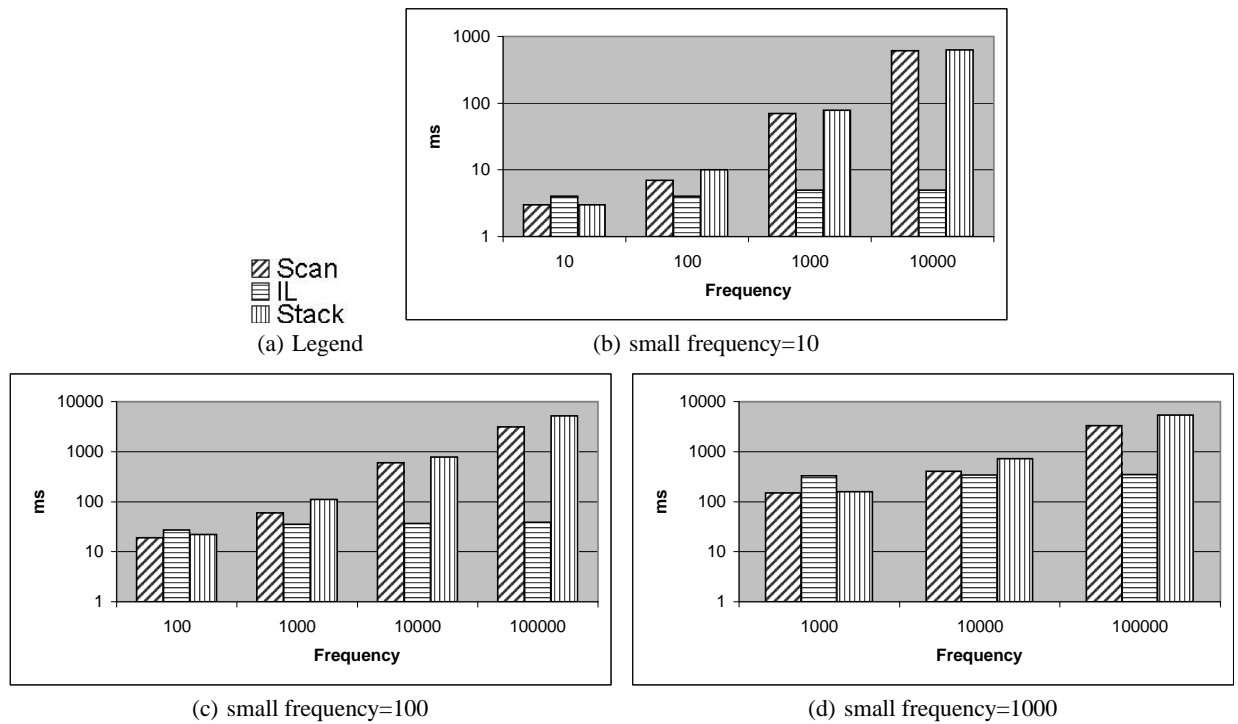 1000
100
10
1
ms
10 100 1000 10000
Frequency
Scan
IL
Stack
(a) Legend
(b) small frequency=10
10000
1000
100
10
1
ms
100 1000 10000 100000
Frequency
(c) small frequency=100
10000
1000
100
10
1
ms
1000 10000 100000
Frequency
(d) small frequency=1000